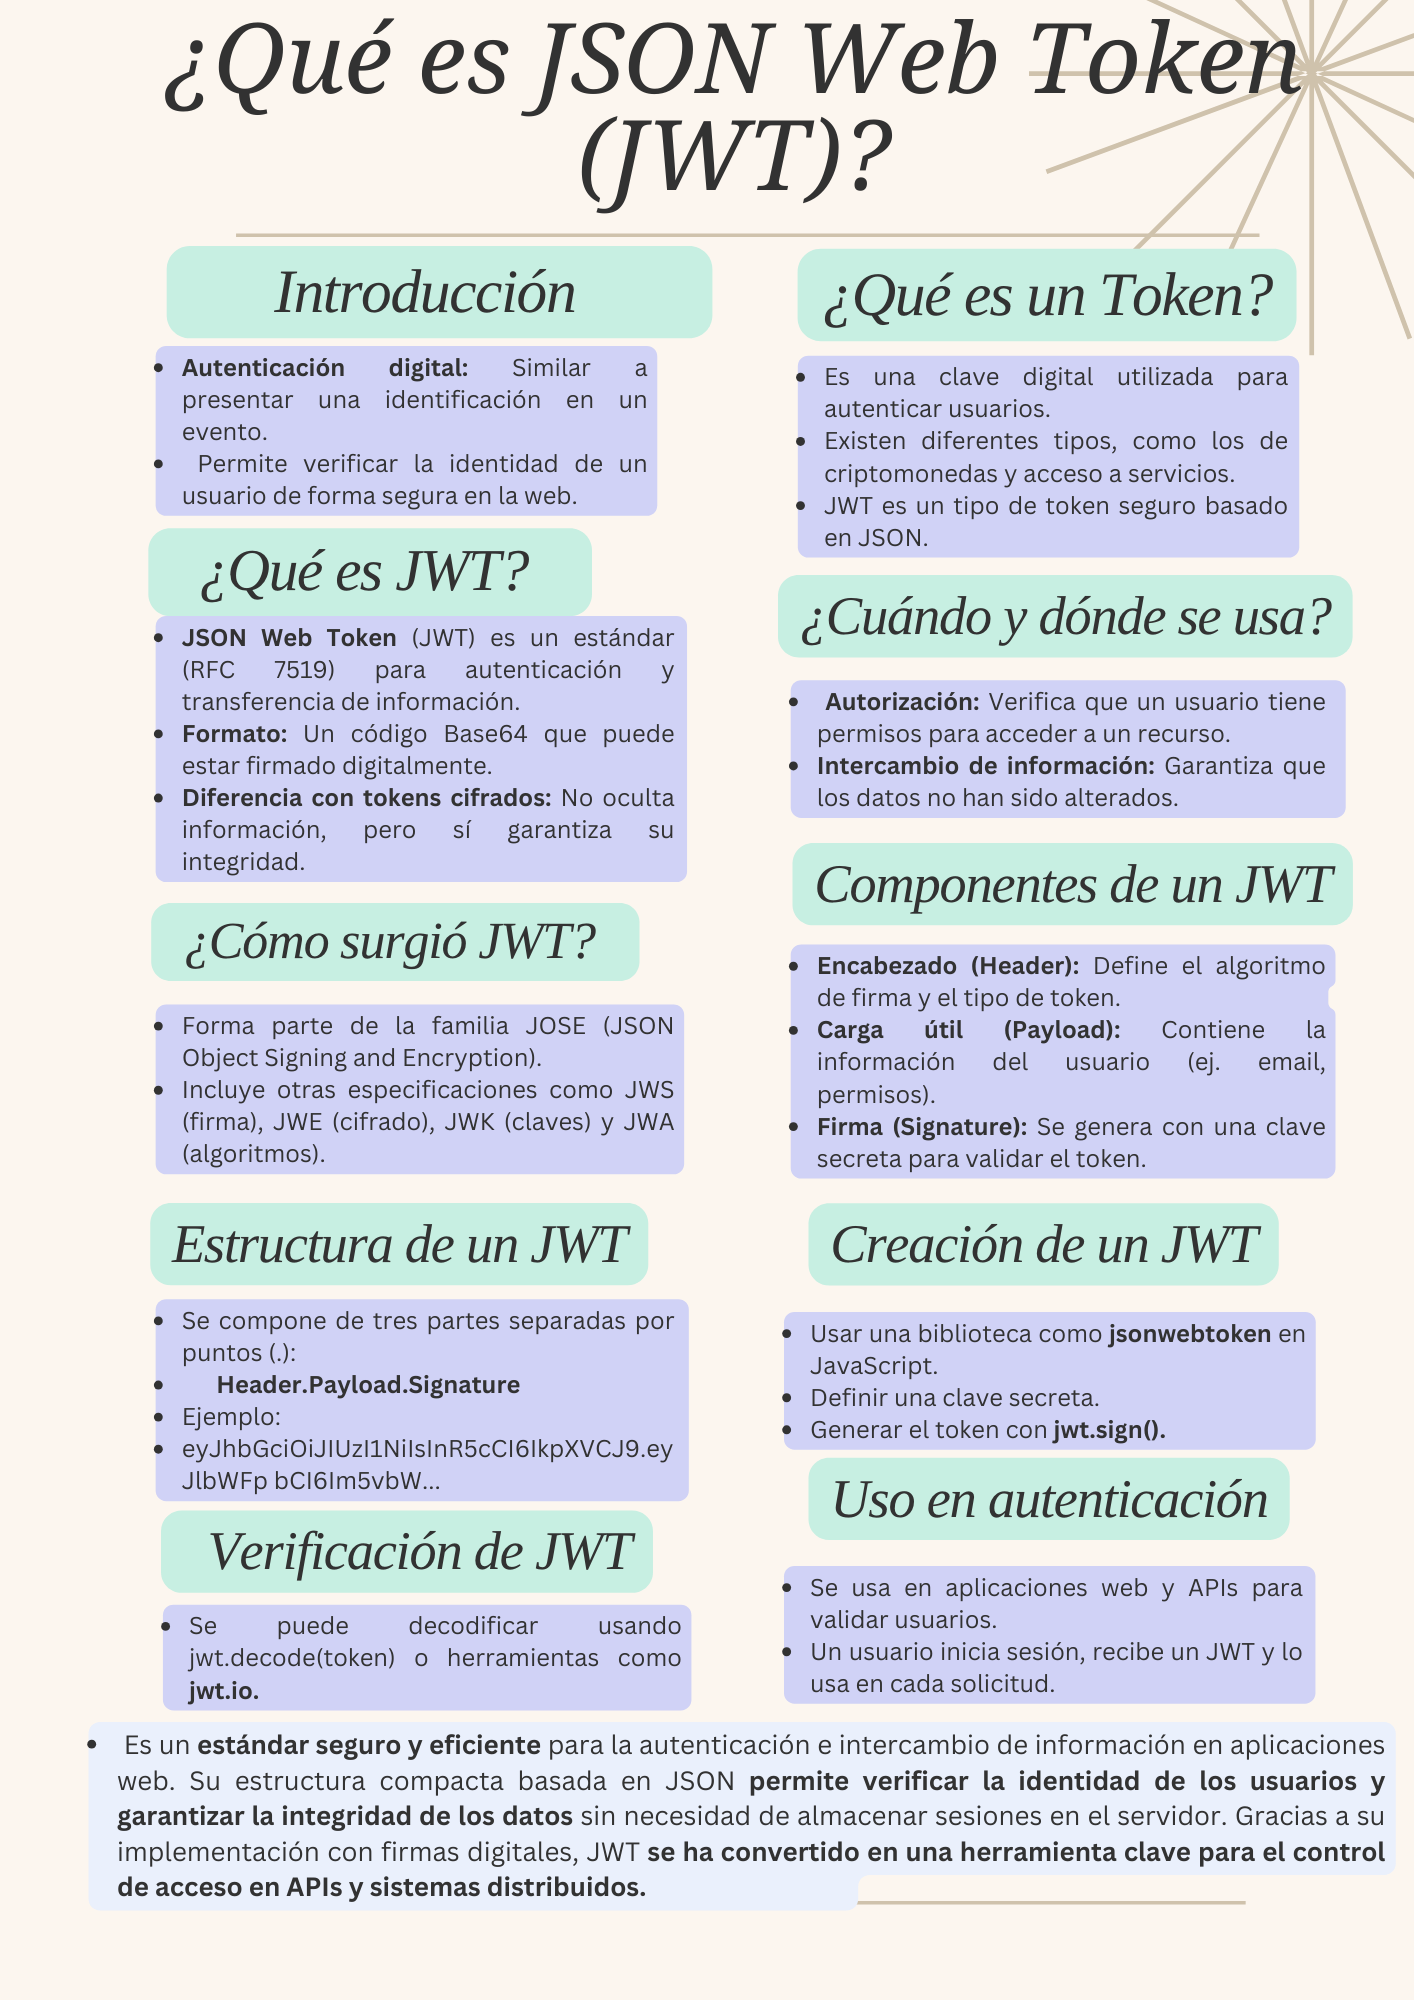 ¿Qué es JSON Web Token
(JWT)?
Introducción
• Autenticación digital: Similar a
presentar una identificación en un
evento.
• Permite verificar la identidad de un
usuario de forma segura en la web.
¿Qué es JWT?
• JSON Web Token (JWT) es un estándar
(RFC 7519) para autenticación y
transferencia de información.
• Formato: Un código Base64 que puede
estar firmado digitalmente.
• Diferencia con tokens cifrados: No oculta
información, pero sí garantiza su
integridad.
¿Cómo surgió JWT?
• Forma parte de la familia JOSE (JSON
Object Signing and Encryption).
• Incluye otras especificaciones como JWS
(firma), JWE (cifrado), JWK (claves) y JWA
(algoritmos).
Estructura de un JWT
• Se compone de tres partes separadas por
puntos (.):
• Header.Payload.Signature
• Ejemplo:
• eyJhbGciOiJIUzI1NiIsInR5cCI6IkpXVCJ9.ey
JlbWFp bCI6Im5vbW...
Verificación de JWT
• Se puede decodificar usando
jwt.decode(token) o herramientas como
jwt.io.
¿Qué es un Token?
• Es una clave digital utilizada para
autenticar usuarios.
• Existen diferentes tipos, como los de
criptomonedas y acceso a servicios.
• JWT es un tipo de token seguro basado
en JSON.
¿Cuándo y dónde se usa?
• Autorización: Verifica que un usuario tiene
permisos para acceder a un recurso.
• Intercambio de información: Garantiza que
los datos no han sido alterados.
Componentes de un JWT
• Encabezado (Header): Define el algoritmo
de firma y el tipo de token.
• Carga útil (Payload): Contiene la
información del usuario (ej. email,
permisos).
• Firma (Signature): Se genera con una clave
secreta para validar el token.
Creación de un JWT
• Usar una biblioteca como jsonwebtoken en
JavaScript.
• Definir una clave secreta.
• Generar el token con jwt.sign().
Uso en autenticación
• Se usa en aplicaciones web y APIs para
validar usuarios.
• Un usuario inicia sesión, recibe un JWT y lo
usa en cada solicitud.
• Es un estándar seguro y eficiente para la autenticación e intercambio de información en aplicaciones
web. Su estructura compacta basada en JSON permite verificar la identidad de los usuarios y
garantizar la integridad de los datos sin necesidad de almacenar sesiones en el servidor. Gracias a su
implementación con firmas digitales, JWT se ha convertido en una herramienta clave para el control
de acceso en APIs y sistemas distribuidos.